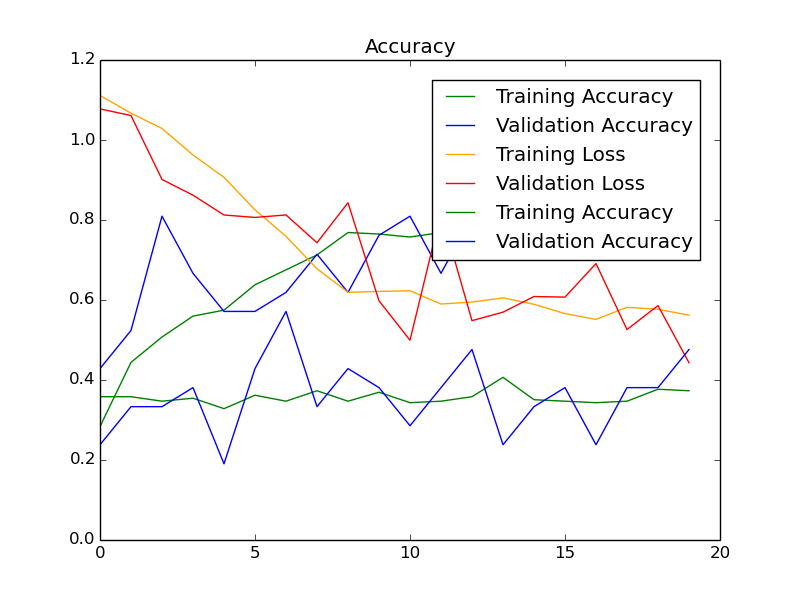 Accuracy
1.2
1.0
0.8
0.6
0.4
0.2
0.0
Training Accuracy
Validation Accuracy
Training Loss
Validation Loss
Training Accuracy
Validation Accuracy
0 5 10 15 20